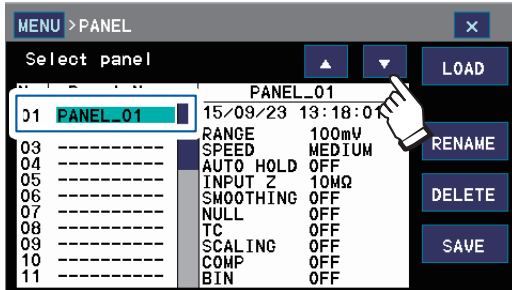 MENU > PANEL ×
Select panel ▲ ▼ LOAD
PANEL_01
01 PANEL_01 15/09/23 13:18:01
RANGE 100mV
03 ---------- SPEED MEDIUM RENAME
04 ---------- AUTO HOLD OFF
05 ---------- INPUT Z 10MΩ
06 ---------- SMOOTHING OFF DELETE
07 ---------- NULL OFF
08 ---------- TC OFF
09 ---------- SCALING OFF SAVE
10 ---------- COMP OFF
11 ---------- BIN OFF